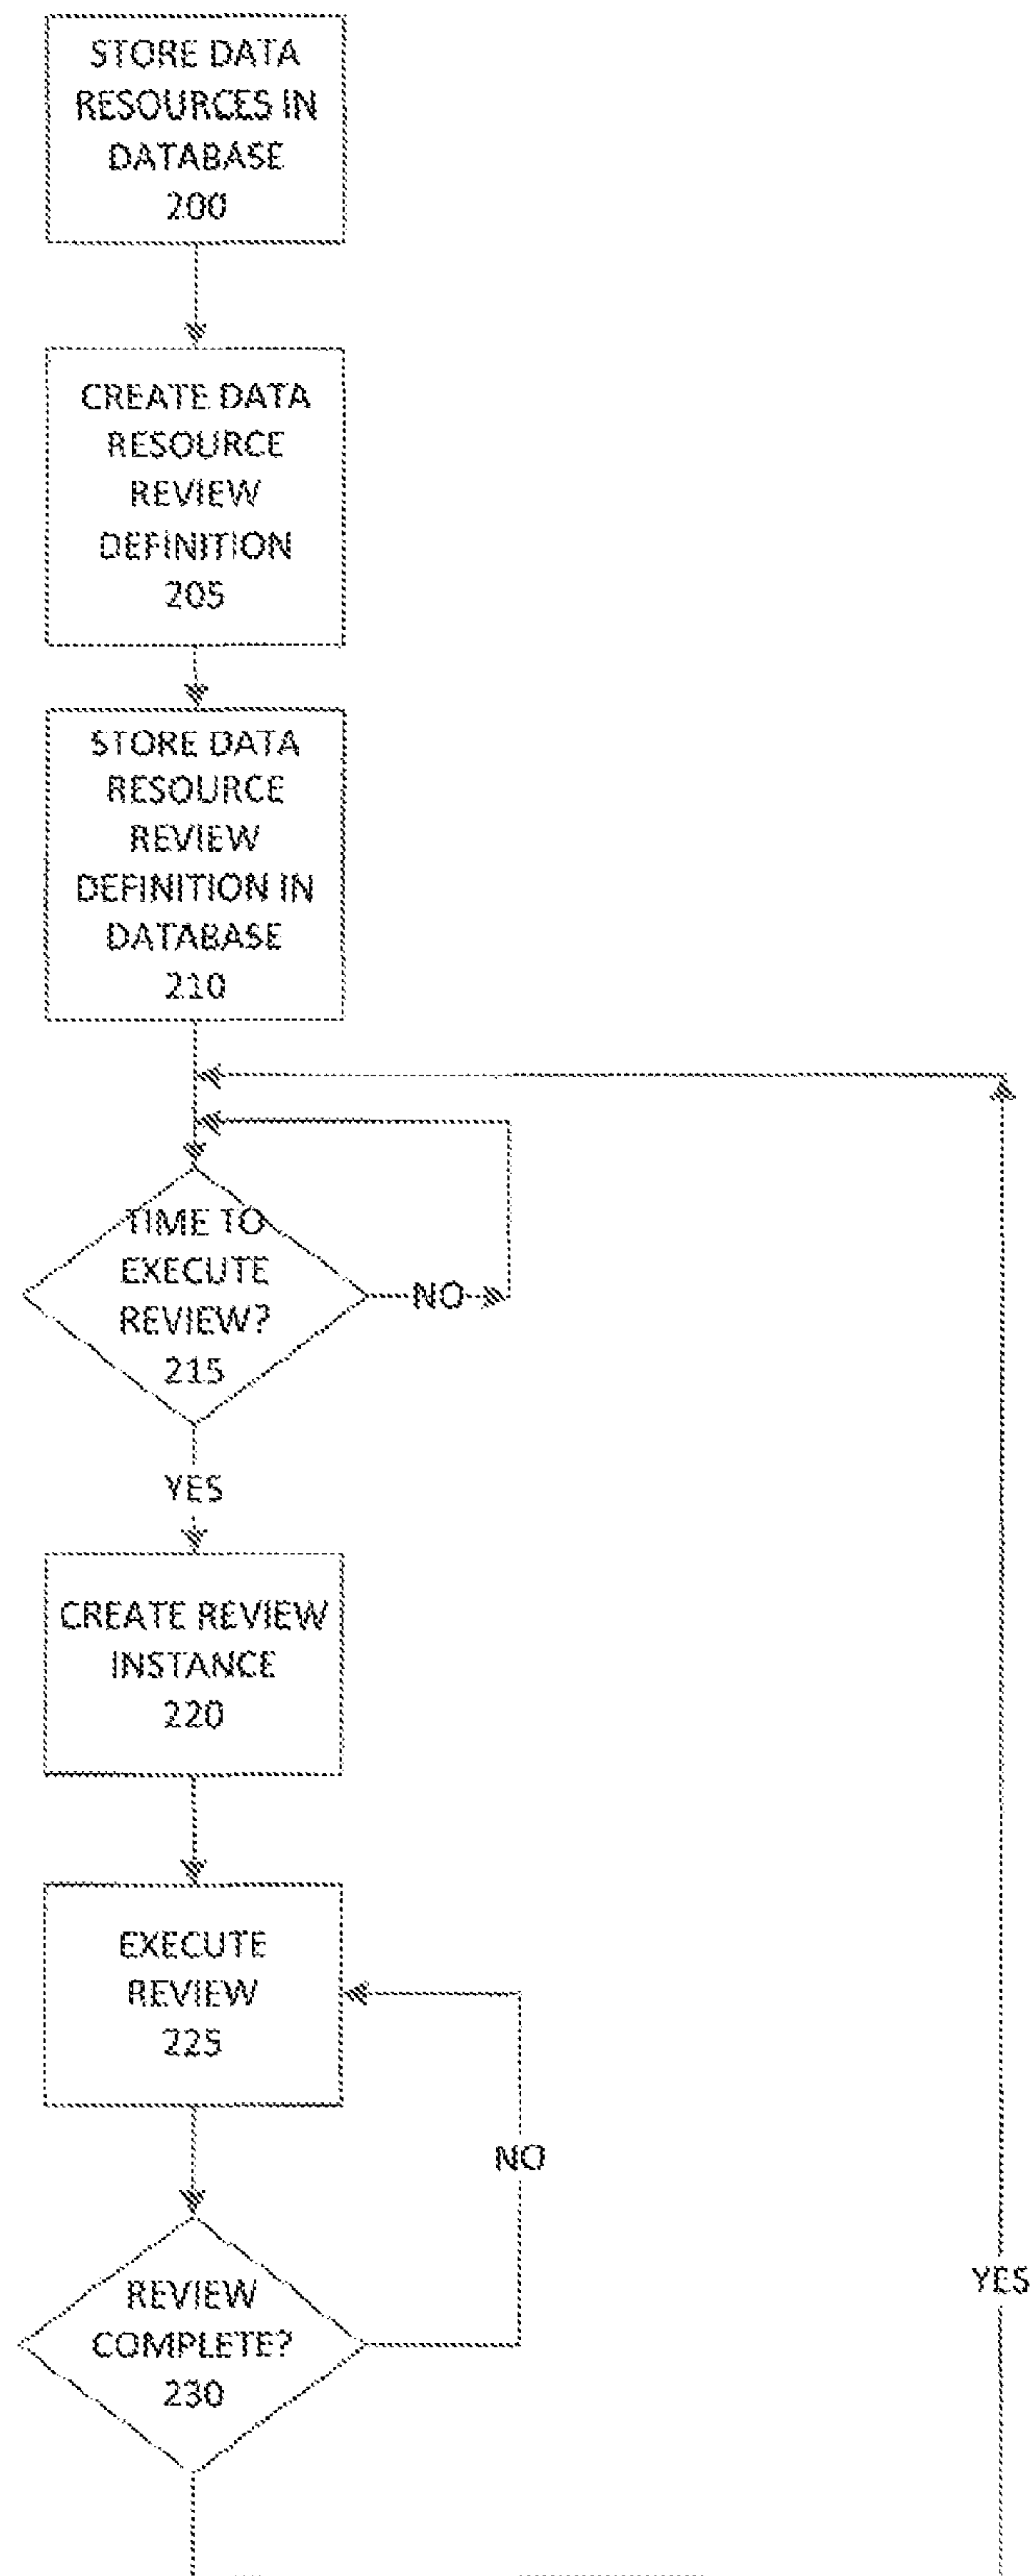 STORE DATA
RESOURCES IN
DATABASE
200
CREATE DATA
RESOURCE
REVIEW
DEFINITION
205
STORE DATA
RESOURCE
REVIEW
DEFINITION IN
DATABASE
210
TIME TO
EXECUTE
REVIEW?
215
NO
YES
CREATE REVIEW
INSTANCE
220
EXECUTE
REVIEW
225
NO
REVIEW
COMPLETE?
230
YES